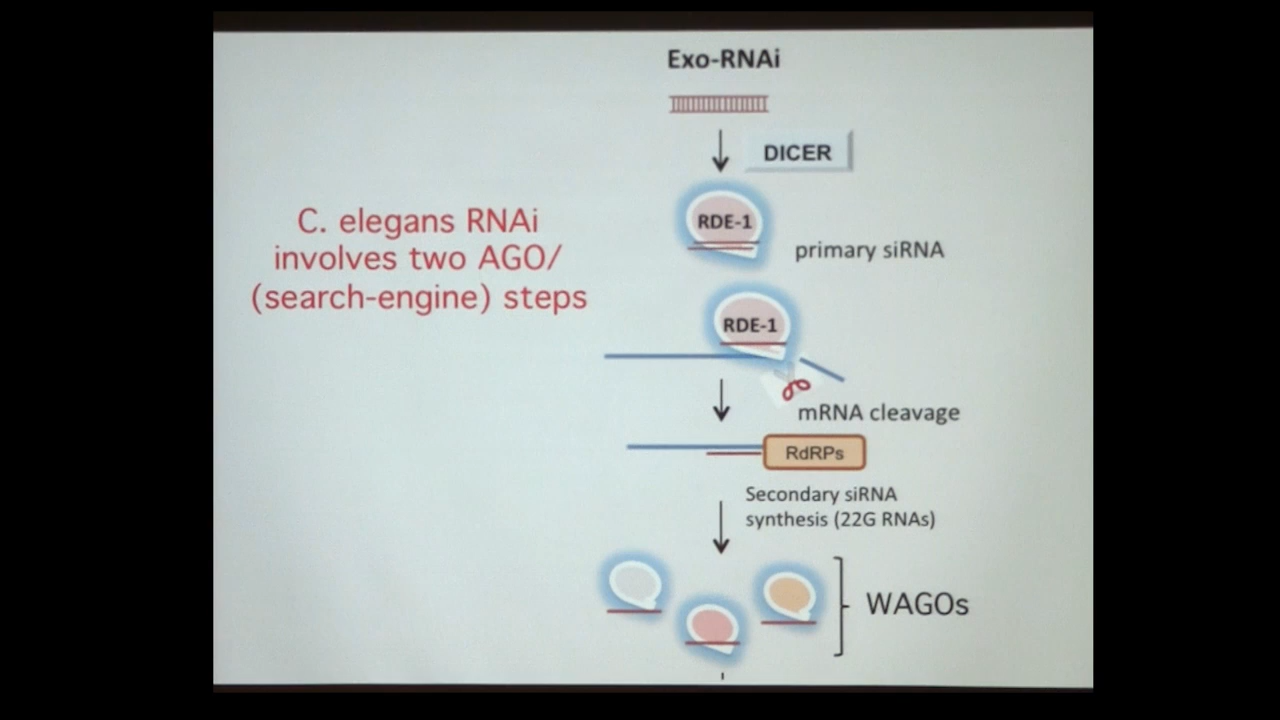 Exo-RNAi
DICER
RDE-1
primary siRNA
C. elegans RNAi
involves two AGO/
(search-engine) steps
RDE-1
mRNA cleavage
RdRPs
Secondary siRNA
synthesis (22G RNAs)
WAGOs